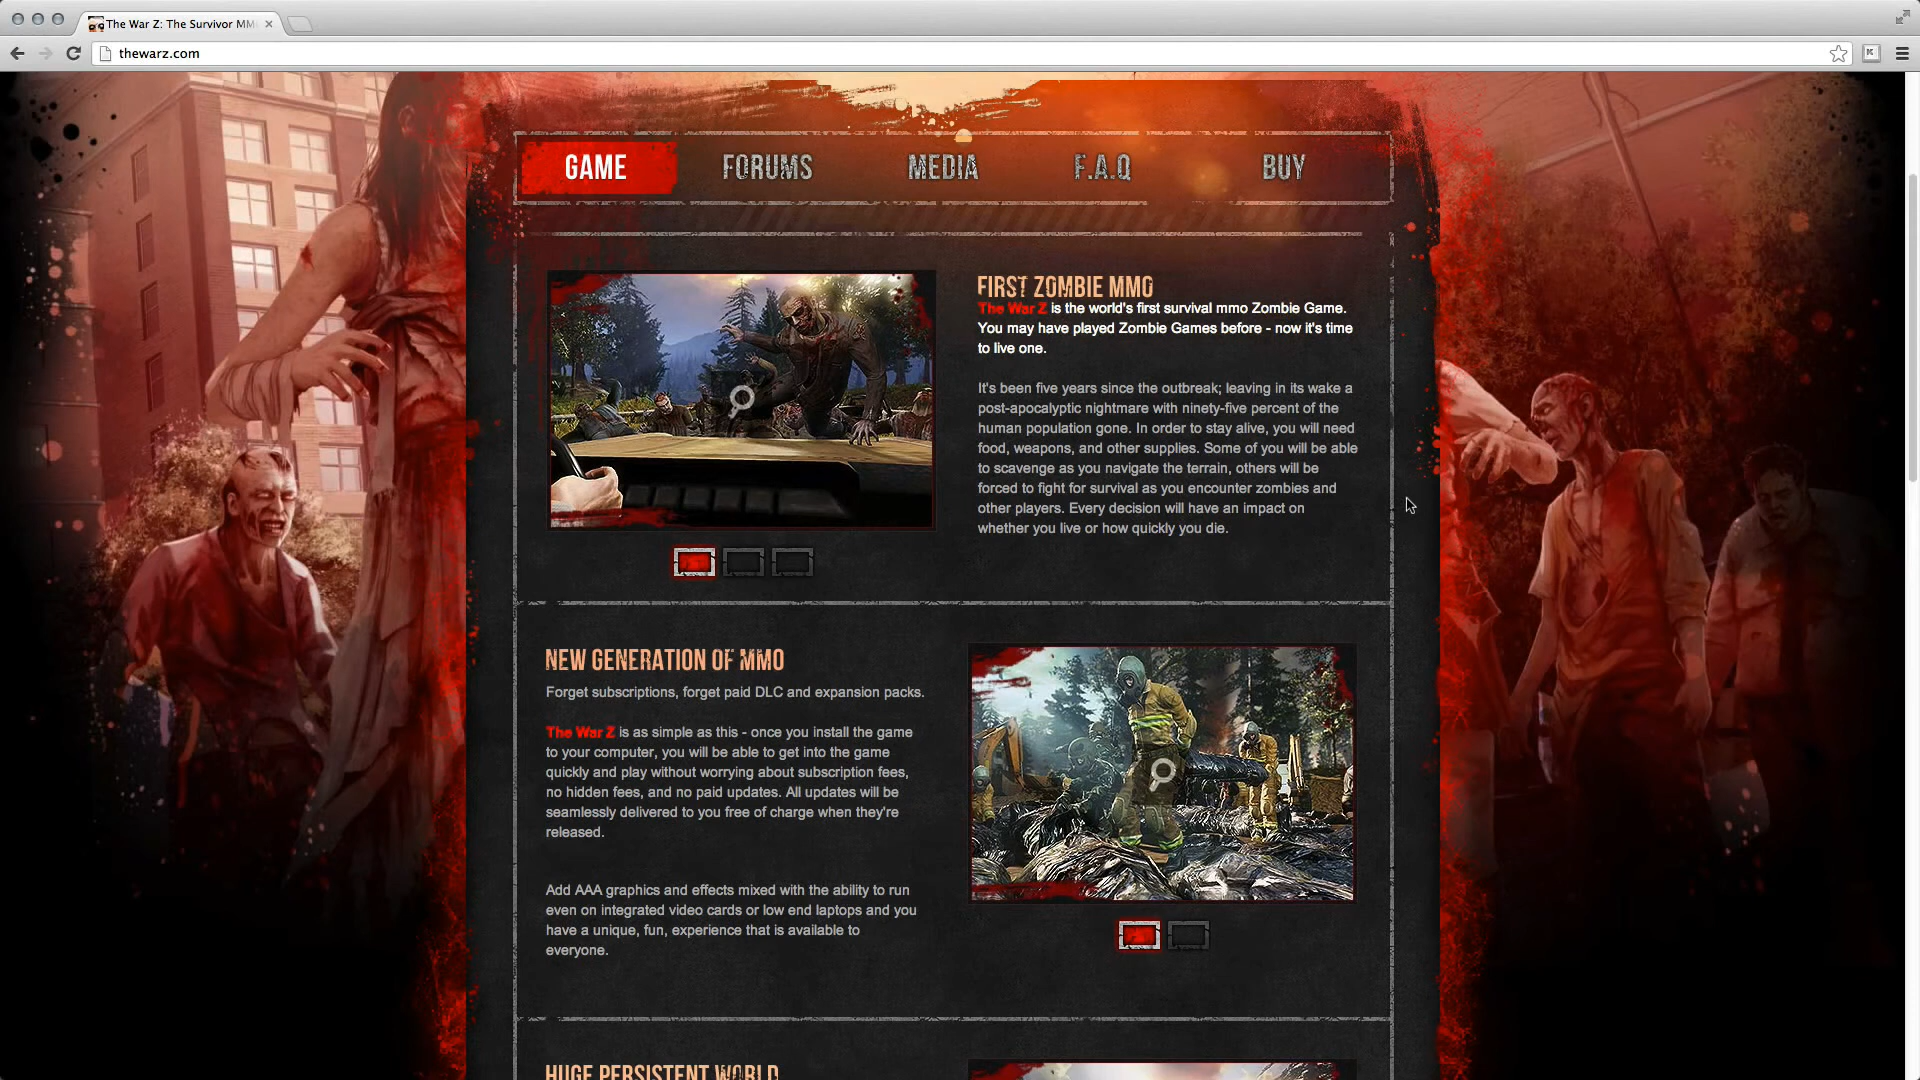 The War Z: The Survivor MM
thewarz.com
GAME
FORUMS
MEDIA
F.A.Q
BUY
FIRST ZOMBIE MMO
The War Z is the world's first survival mmo Zombie Game.
You may have played Zombie Games before - now it's time
to live one.
It's been five years since the outbreak; leaving in its wake a
post-apocalyptic nightmare with ninety-five percent of the
human population gone. In order to stay alive, you will need
food, weapons, and other supplies. Some of you will be able
to scavenge as you navigate the terrain, others will be
forced to fight for survival as you encounter zombies and
other players. Every decision will have an impact on
whether you live or how quickly you die.
NEW GENERATION OF MMO
Forget subscriptions, forget paid DLC and expansion packs.
The War Z is as simple as this - once you install the game
to your computer, you will be able to get into the game
quickly and play without worrying about subscription fees,
no hidden fees, and no paid updates. All updates will be
seamlessly delivered to you free of charge when they're
released.
Add AAA graphics and effects mixed with the ability to run
even on integrated video cards or low end laptops and you
have a unique, fun, experience that is available to
everyone.
HUGE PERSISTENT WORLD